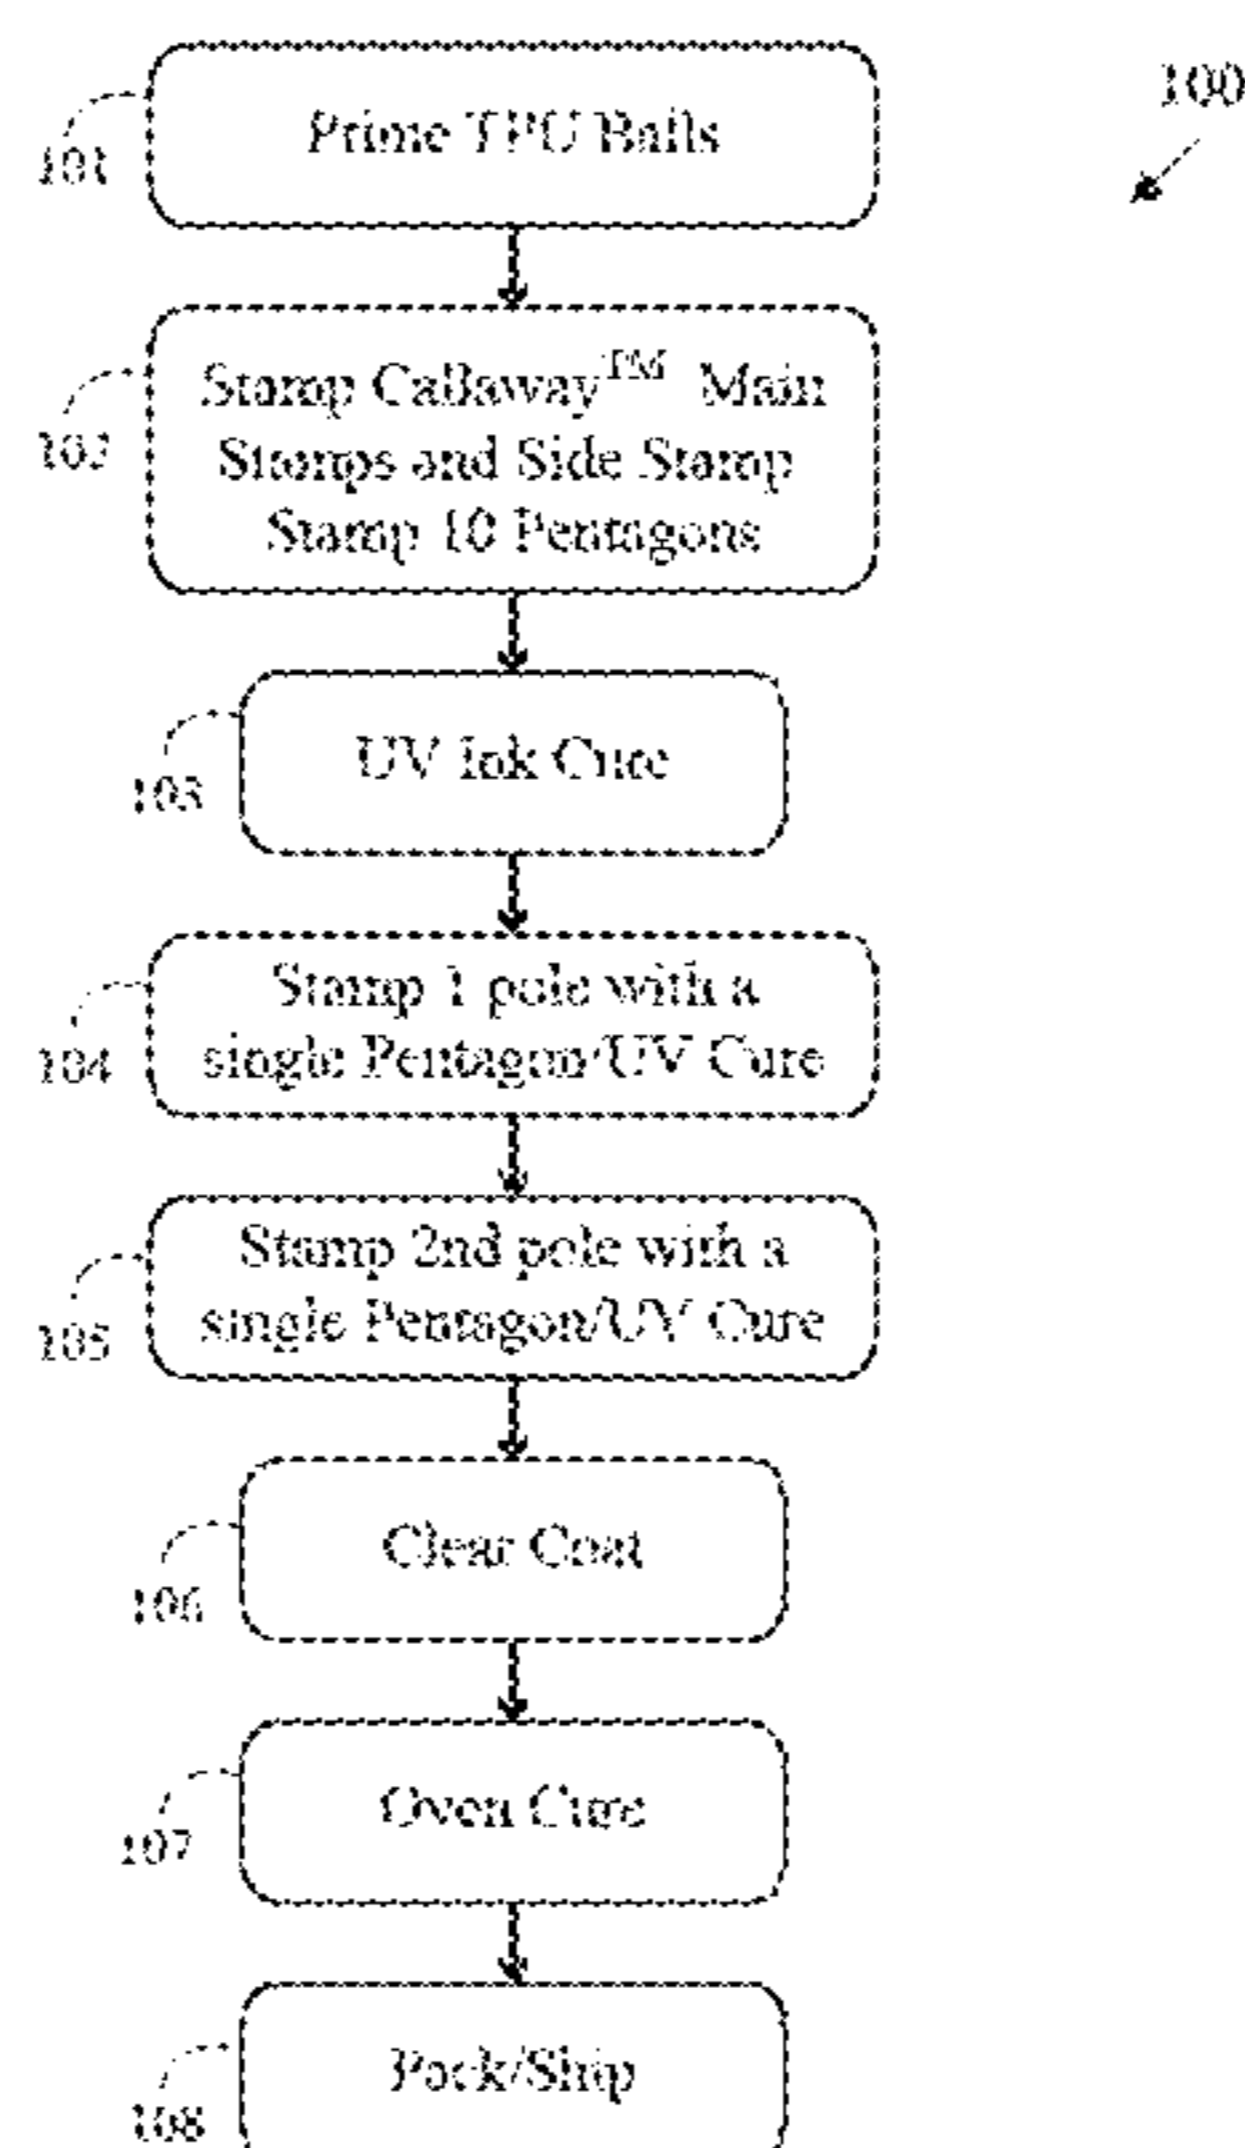 100
Prime TPU Balls
101
Stamp Callaway™ Main
Stamps and Side Stamp
Stamp 10 Pentagons
102
UV Ink Cure
103
Stamp 1 pole with a
single Pentagon/UV Cure
104
Stamp 2nd pole with a
single Pentagon/UV Cure
105
Clear Coat
106
Oven Cure
107
Pack/Ship
108